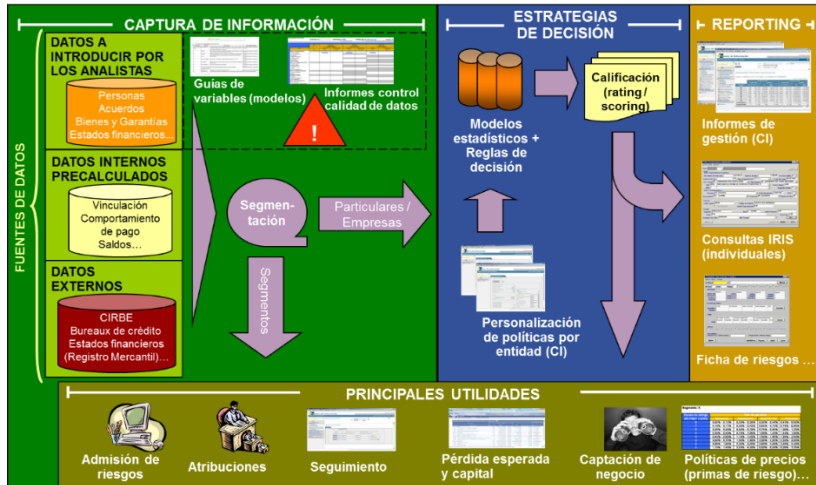 CAPTURA DE INFORMACIÓN
FUENTES DE DATOS
DATOS A
INTRODUCIR POR
LOS ANALISTAS
Personas
Acuerdos
Bienes y Garantías
Estados financieros...
DATOS INTERNOS
PRECALCULADOS
Vinculación
Comportamiento
de pago
Saldos...
DATOS
EXTERNOS
CIRBE
Bureaux de crédito
Estados financieros
(Registro Mercantil)...
Guías de
variables (modelos)
Informes control
calidad de datos
!
Segmen-
tación
Particulares /
Empresas
Segmentos
ESTRATEGIAS
DE DECISIÓN
Modelos
estadísticos +
Reglas de
decisión
Calificación
(rating /
scoring)
Personalización
de políticas por
entidad (CI)
REPORTING
Informes de
gestión (CI)
Consultas IRIS
(individuales)
Ficha de riesgos ...
PRINCIPALES UTILIDADES
Admisión de
riesgos
Atribuciones
Seguimiento
Pérdida esperada
y capital
Captación de
negocio
Políticas de precios
(primas de riesgo)...